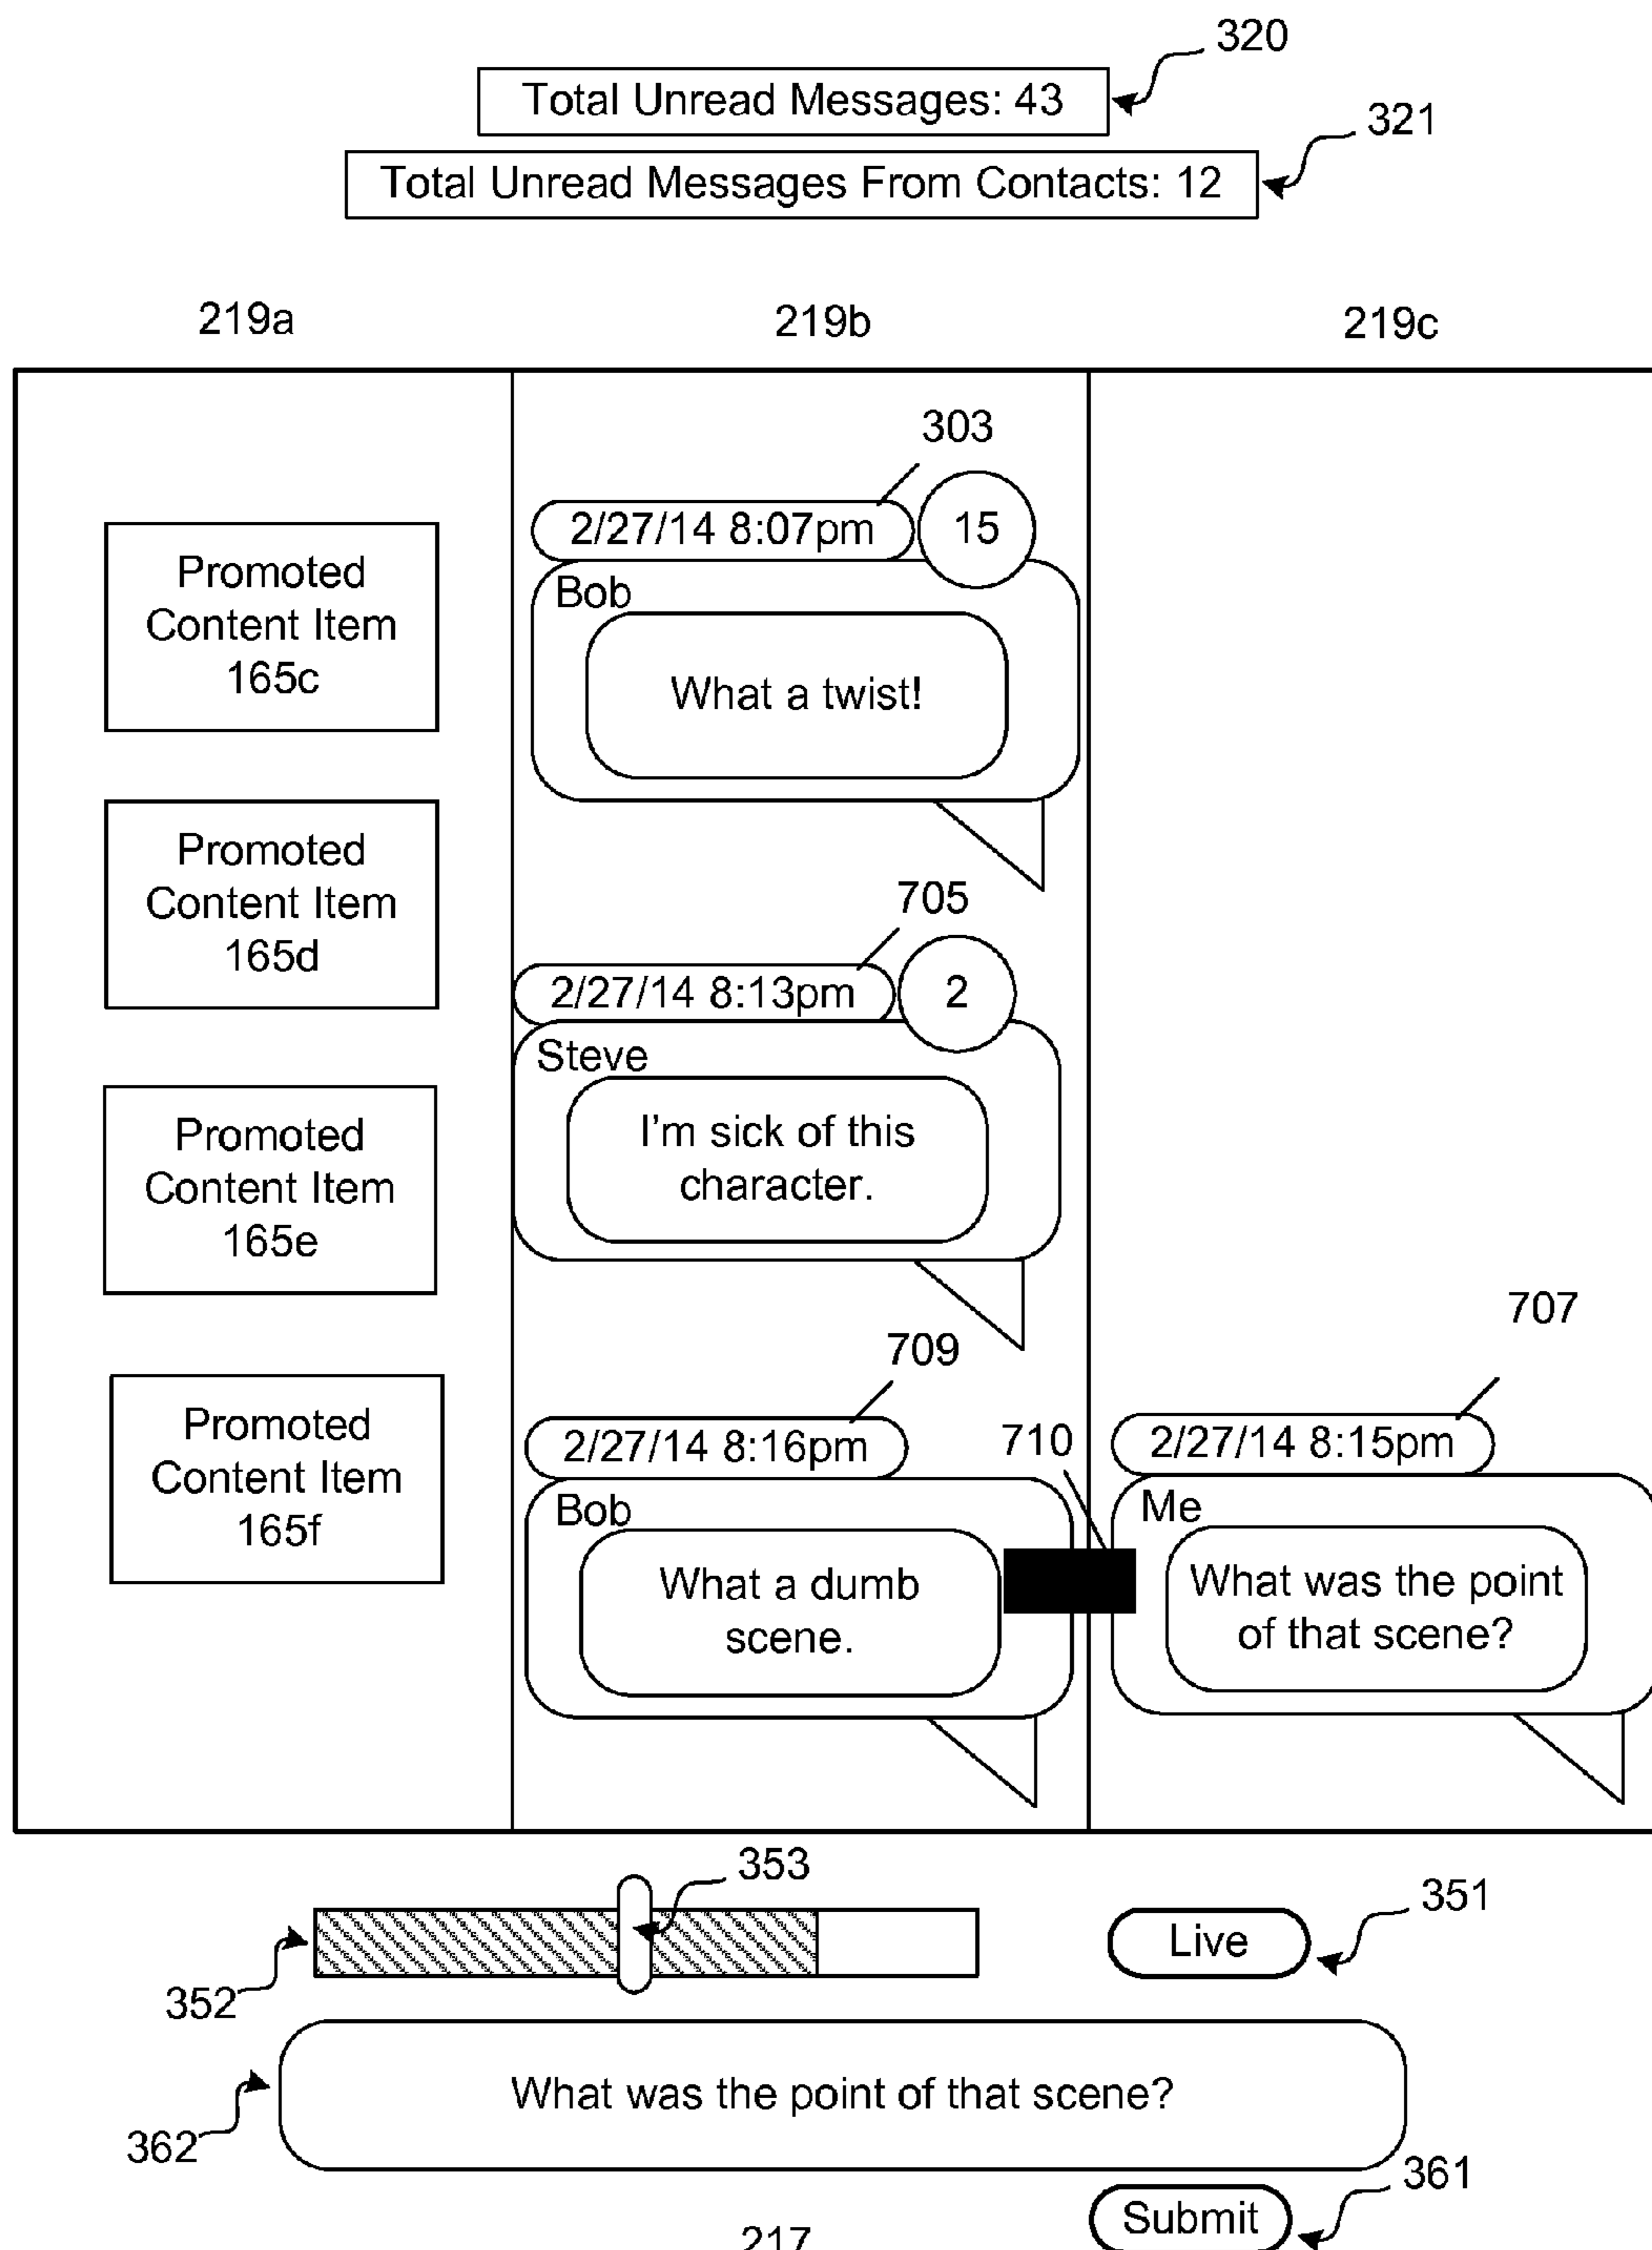 320
Total Unread Messages: 43
321
Total Unread Messages From Contacts: 12
219a
219b
219c
303
2/27/14 8:07pm
15
Bob
What a twist!
Promoted
Content Item
165c
Promoted
Content Item
165d
705
2/27/14 8:13pm
2
Steve
I'm sick of this
character.
Promoted
Content Item
165e
707
709
2/27/14 8:16pm
710
2/27/14 8:15pm
Bob
What a dumb
scene.
Me
What was the point
of that scene?
Promoted
Content Item
165f
353
351
Live
352
What was the point of that scene?
362
361
Submit
217